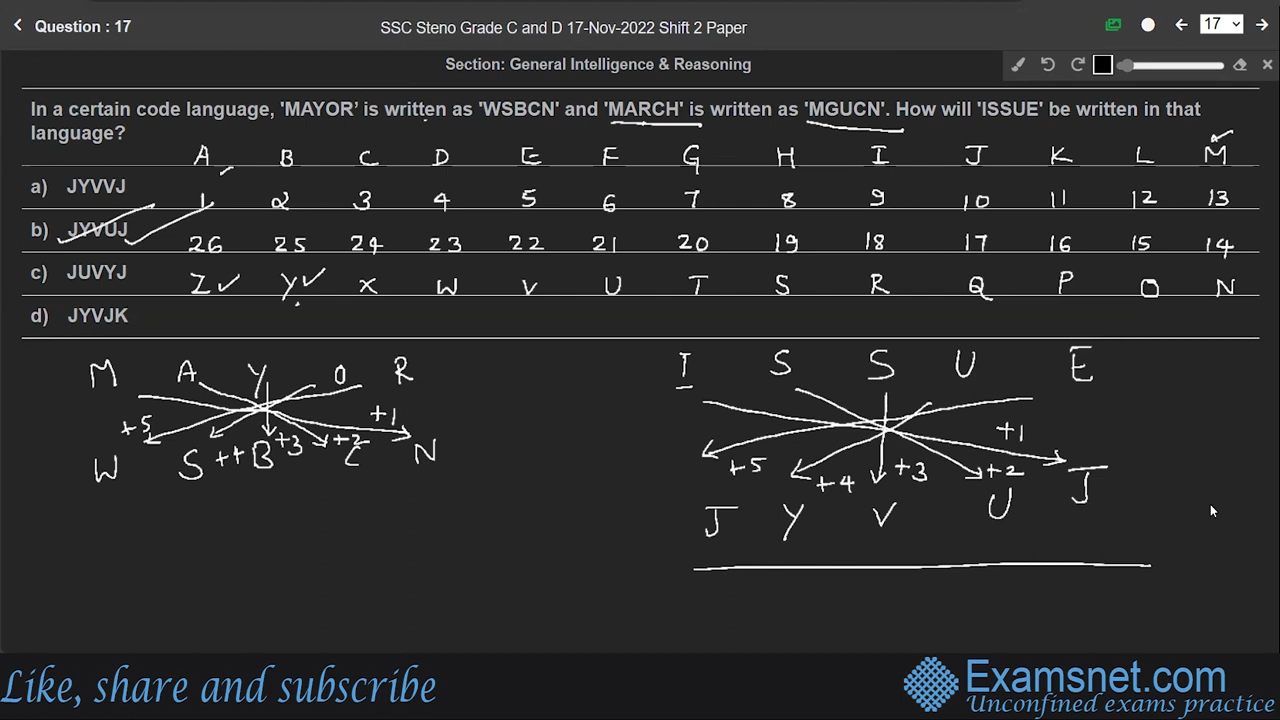 Question : 17
SSC Steno Grade C and D 17-Nov-2022 Shift 2 Paper
17
Section: General Intelligence & Reasoning
In a certain code language, 'MAYOR' is written as 'WSBCN' and 'MARCH' is written as 'MGUCN'. How will 'ISSUE' be written in that
language?
A B C D E F G H I J K L M
a) JYVVJ
1 2 3 4 5 6 7 8 9 10 11 12 13
b) JYVUJ
26 25 24 23 22 21 20 19 18 17 16 15 14
c) JUVYJ
Z Y X W V U T S R Q P O N
d) JYVJK
M A Y O R
+5 +4 +3 +2 +1
W S B C N
I S S U E
+5 +4 +3 +2 +1
J Y V U J
Like, share and subscribe
Examsnet.com
Unconfined exams practice